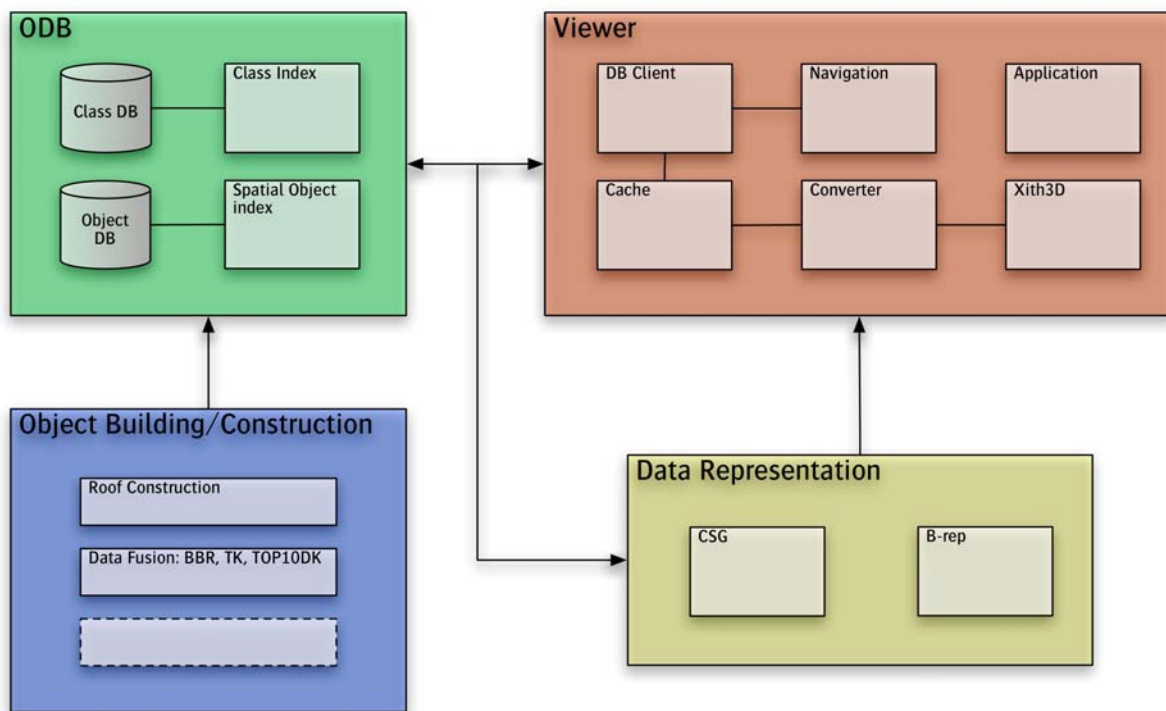 ODB
Class DB
Class Index
Object
DB
Spatial Object
index
Viewer
DB Client
Navigation
Application
Cache
Converter
Xith3D
Object Building/Construction
Roof Construction
Data Fusion: BBR, TK, TOP10DK
Data Representation
CSG
B-rep